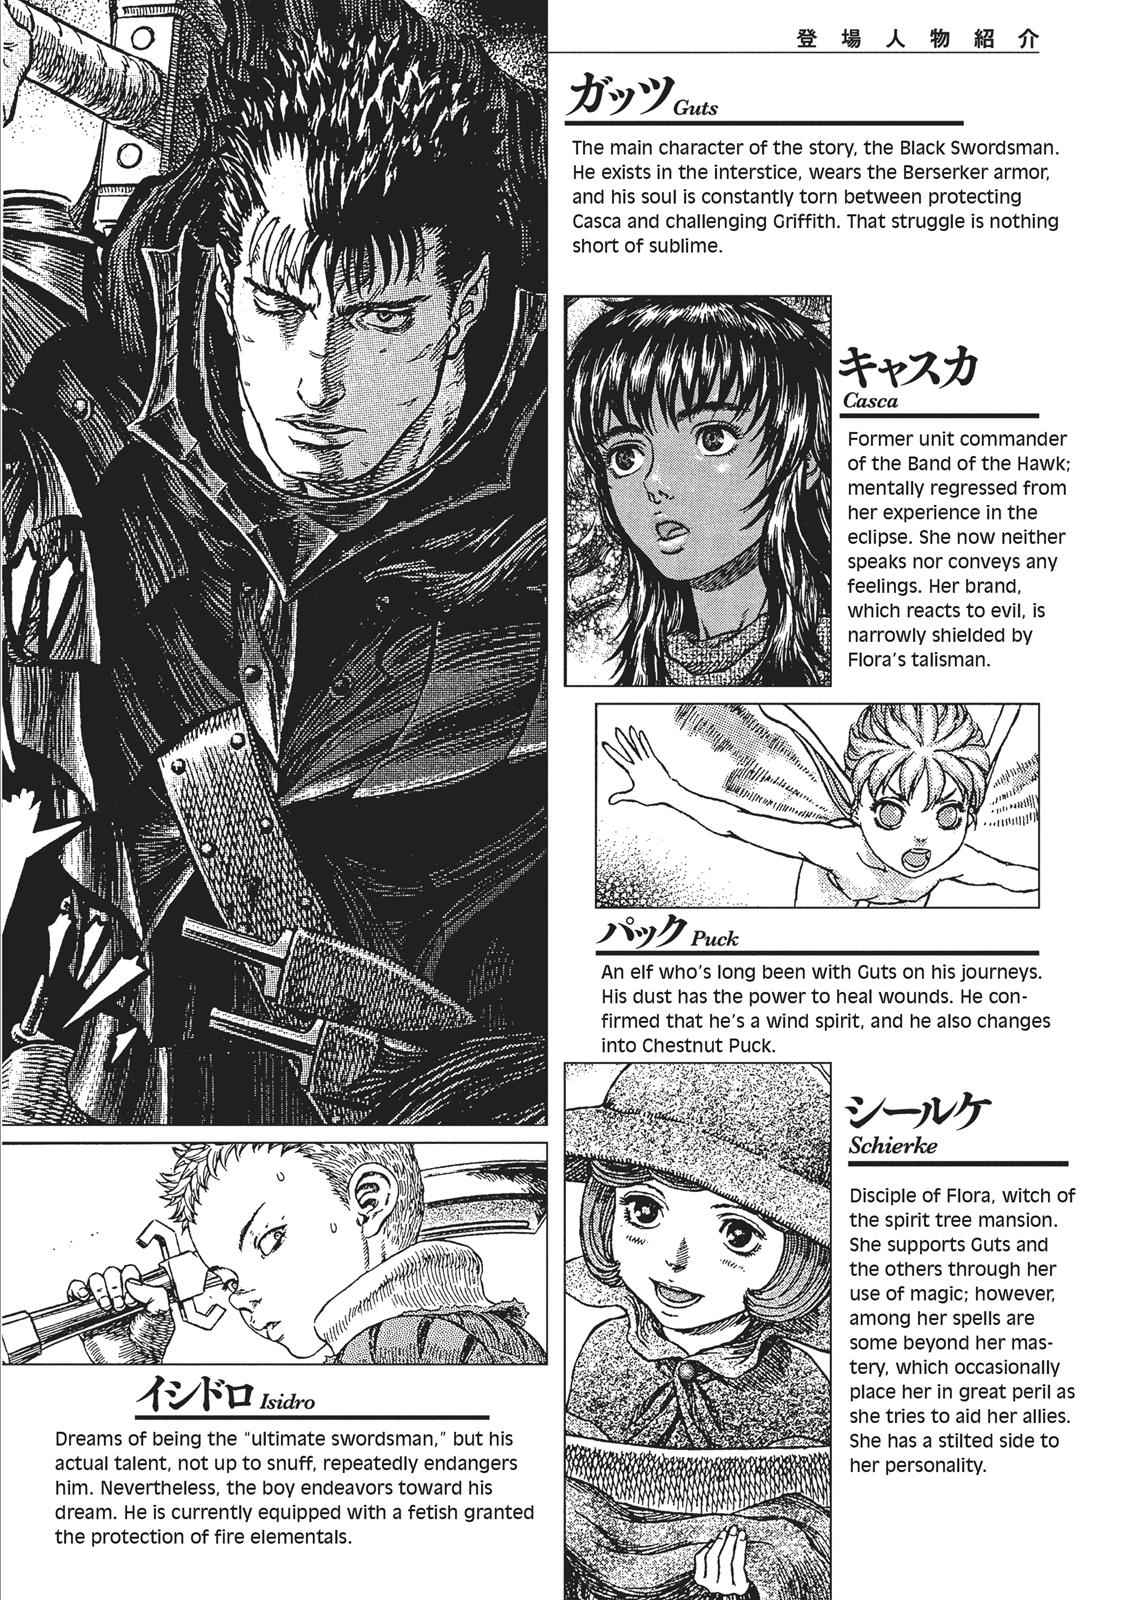 登場人物紹介
ガッツ Guts
The main character of the story, the Black Swordsman.
He exists in the interstice, wears the Berserker armor,
and his soul is constantly torn between protecting
Casca and challenging Griffith. That struggle is nothing
short of sublime.
キャスカ
Casca
Former unit commander
of the Band of the Hawk;
mentally regressed from
her experience in the
eclipse. She now neither
speaks nor conveys any
feelings. Her brand,
which reacts to evil, is
narrowly shielded by
Flora's talisman.
パック Puck
An elf who's long been with Guts on his journeys.
His dust has the power to heal wounds. He con-
firmed that he's a wind spirit, and he also changes
into Chestnut Puck.
シールケ
Schierke
Disciple of Flora, witch of
the spirit tree mansion.
She supports Guts and
the others through her
use of magic; however,
among her spells are
some beyond her mas-
tery, which occasionally
place her in great peril as
she tries to aid her allies.
She has a stilted side to
her personality.
イシドロ Isidro
Dreams of being the "ultimate swordsman," but his
actual talent, not up to snuff, repeatedly endangers
him. Nevertheless, the boy endeavors toward his
dream. He is currently equipped with a fetish granted
the protection of fire elementals.